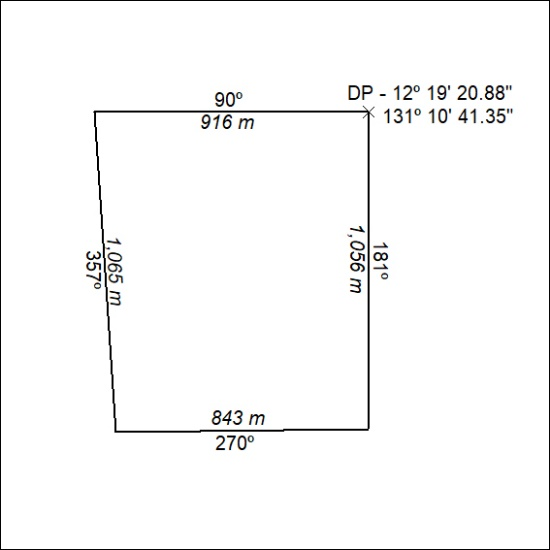 90º
916 m
DP - 12º 19' 20.88"
131º 10' 41.35"
1,065 m
357º
1,056 m
181º
843 m
270º